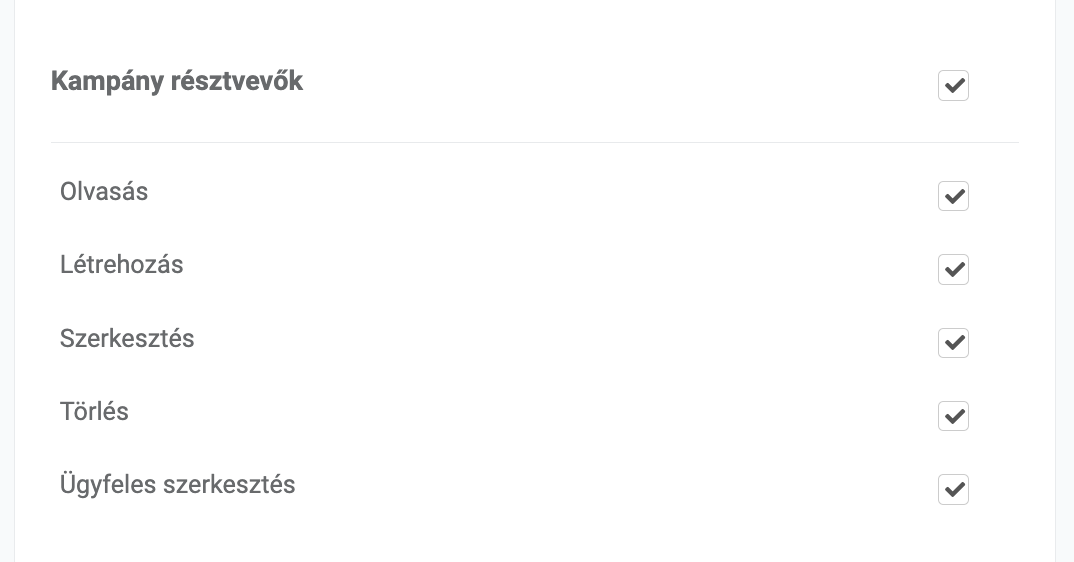 Kampány résztvevők
Olvasás
Létrehozás
Szerkesztés
Törlés
Ügyfeles szerkesztés